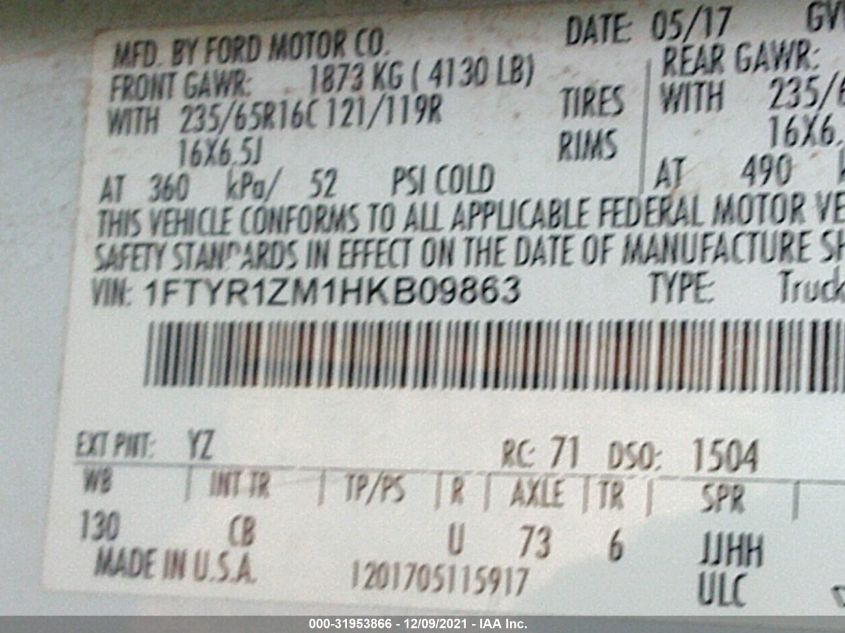 MFD. BY FORD MOTOR CO. DATE: 05/17
FRONT GAWR: 1873 KG ( 4130 LB) REAR GAWR:
WITH 235/65R16C 121/119R TIRES WITH
16X6.5J RIMS 16X6.
AT 360 kPa/ 52 PSI COLD AT 490
THIS VEHICLE CONFORMS TO ALL APPLICABLE FEDERAL MOTOR
SAFETY STANDARDS IN EFFECT ON THE DATE OF MANUFACTURE
VIN: 1FTYR1ZM1HKB09863 TYPE: Truck
EXT PNT: YZ RC: 71 DSO: 1504
WB INT TR TP/PS R AXLE TR SPR
130 CB U 73 6 JJHH
MADE IN U.S.A. 1201705115917 ULC
000-31953866 - 12/09/2021 - IAA Inc.